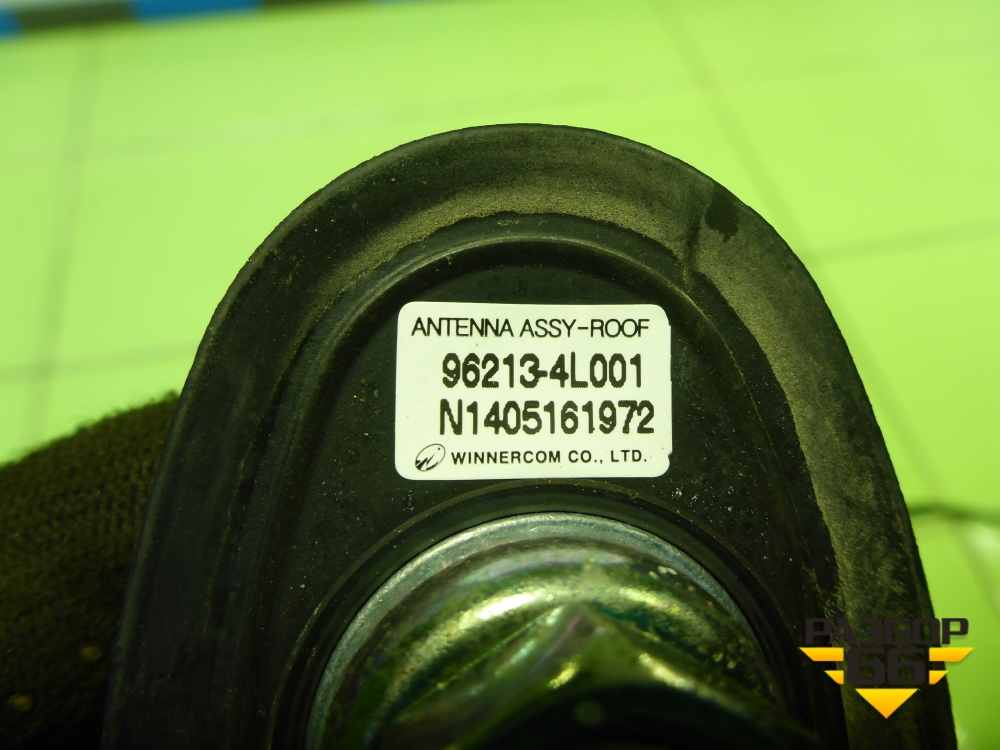 ANTENNA ASSY-ROOF
96213-4L001
N1405161972
WINNERCOM CO., LTD.
РАЗБОР
66